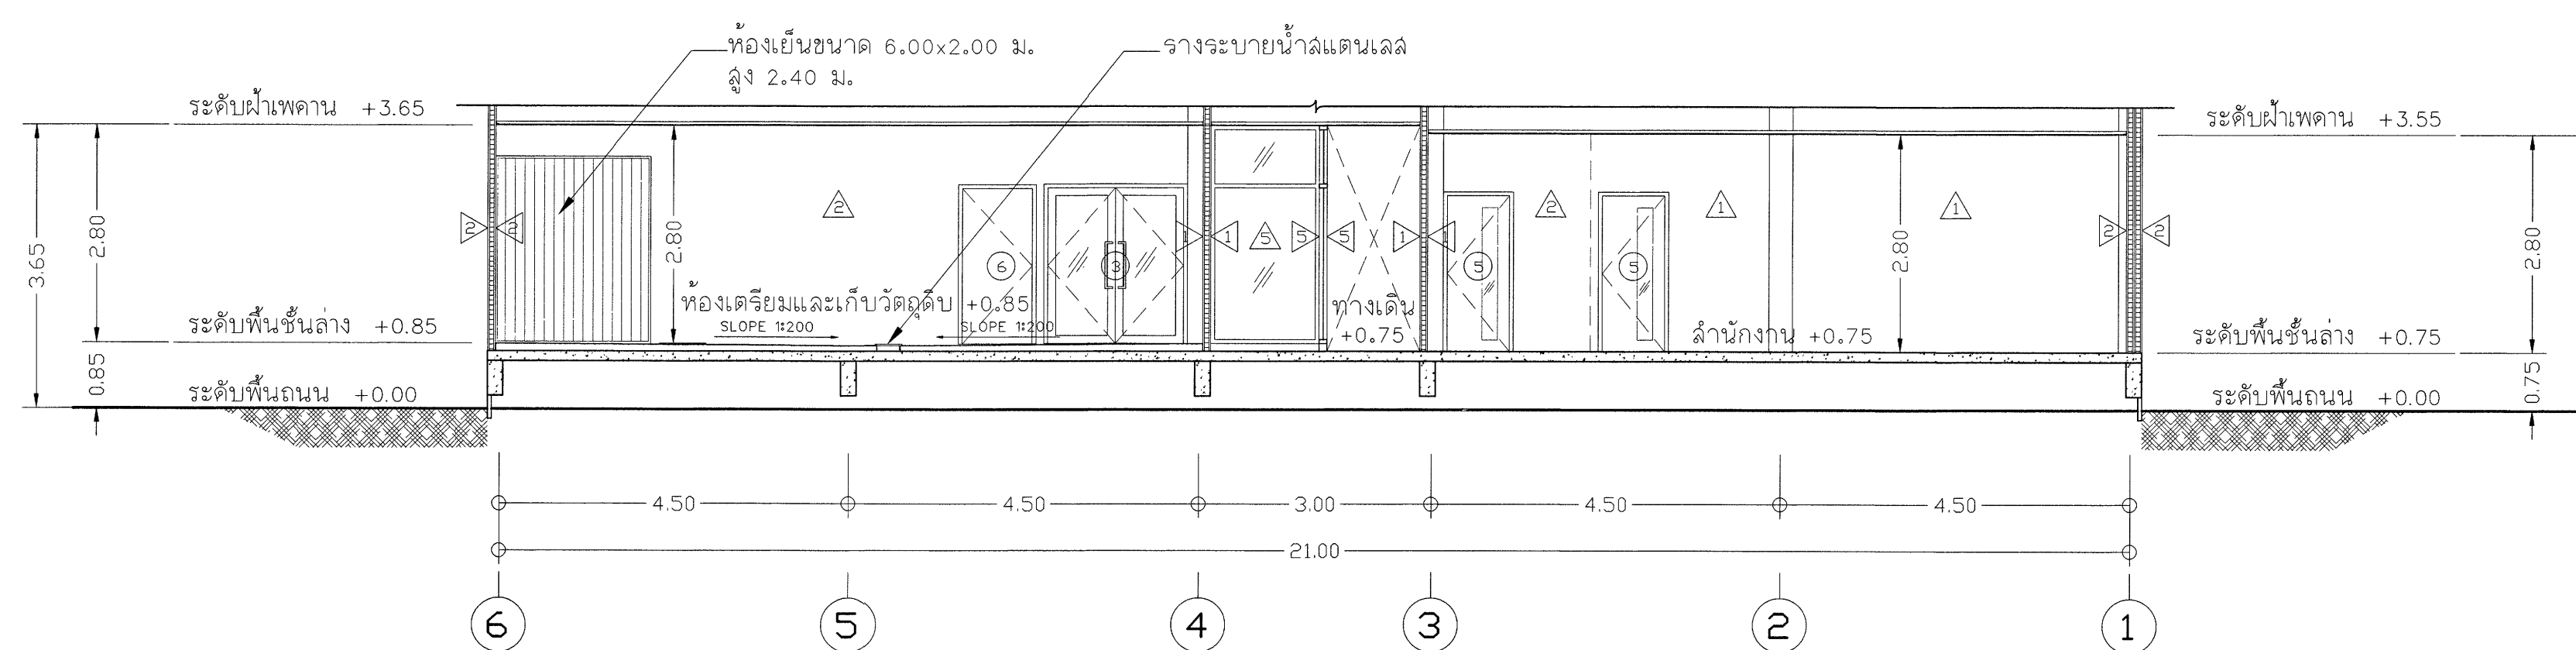 ห้องเย็นขนาด 6.00x2.00 ม.
สูง 2.40 ม.
รางระบายน้ำสแตนเลส
ระดับฝ้าเพดาน +3.65
ระดับฝ้าเพดาน +3.55
3.65
2.80
0.85
2.80
2.80
2.80
0.75
2
2
2
6
3
1
1
5
5
5
1
1
5
2
5
1
1
2
2
ห้องเตรียมและเก็บวัตถุดิบ +0.85
SLOPE 1:200
SLOPE 1:200
ทางเดิน
+0.75
สำนักงาน +0.75
ระดับพื้นชั้นล่าง +0.85
ระดับพื้นชั้นล่าง +0.75
ระดับพื้นถนน +0.00
ระดับพื้นถนน +0.00
4.50
4.50
3.00
4.50
4.50
21.00
6
5
4
3
2
1